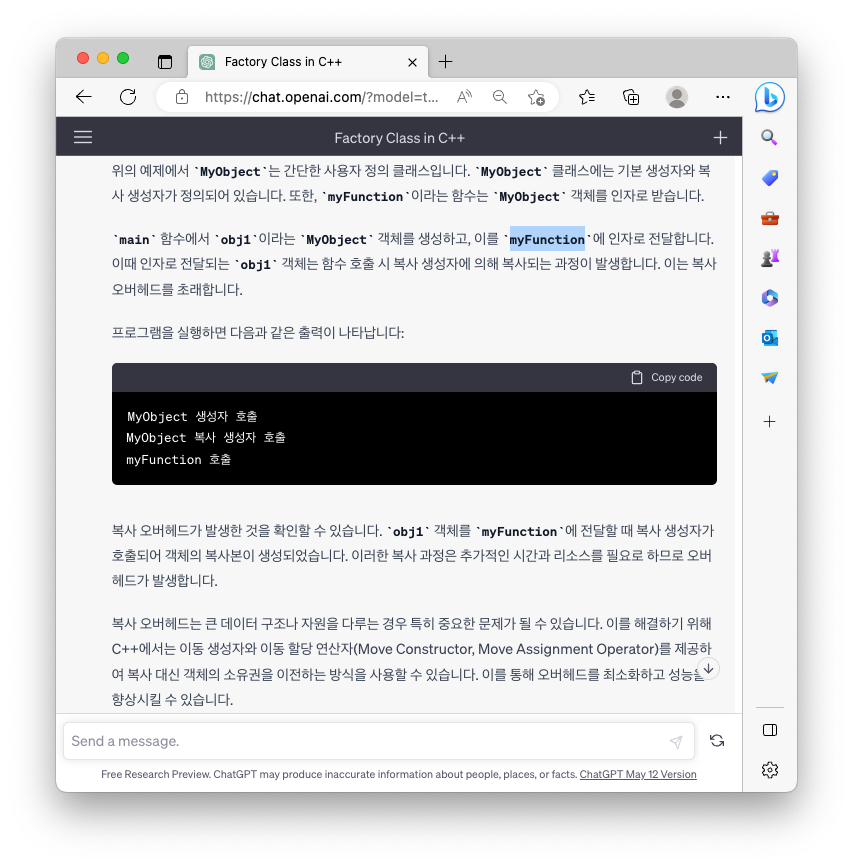 Factory Class in C++
https://chat.openai.com/?model=t...
Factory Class in C++
위의 예제에서 `MyObject`는 간단한 사용자 정의 클래스입니다. `MyObject` 클래스에는 기본 생성자와 복
사 생성자가 정의되어 있습니다. 또한, `myFunction`이라는 함수는 `MyObject` 객체를 인자로 받습니다.
`main` 함수에서 `obj1`이라는 `MyObject` 객체를 생성하고, 이를 `myFunction`에 인자로 전달합니다.
이때 인자로 전달되는 `obj1` 객체는 함수 호출 시 복사 생성자에 의해 복사되는 과정이 발생합니다. 이는 복사
오버헤드를 초래합니다.
프로그램을 실행하면 다음과 같은 출력이 나타납니다:
Copy code
MyObject 생성자 호출
MyObject 복사 생성자 호출
myFunction 호출
복사 오버헤드가 발생한 것을 확인할 수 있습니다. `obj1` 객체를 `myFunction`에 전달할 때 복사 생성자가
호출되어 객체의 복사본이 생성되었습니다. 이러한 복사 과정은 추가적인 시간과 리소스를 필요로 하므로 오버
헤드가 발생합니다.
복사 오버헤드는 큰 데이터 구조나 자원을 다루는 경우 특히 중요한 문제가 될 수 있습니다. 이를 해결하기 위해
C++에서는 이동 생성자와 이동 할당 연산자(Move Constructor, Move Assignment Operator)를 제공하
여 복사 대신 객체의 소유권을 이전하는 방식을 사용할 수 있습니다. 이를 통해 오버헤드를 최소화하고 성능을
향상시킬 수 있습니다.
Send a message.
Free Research Preview. ChatGPT may produce inaccurate information about people, places, or facts. ChatGPT May 12 Version